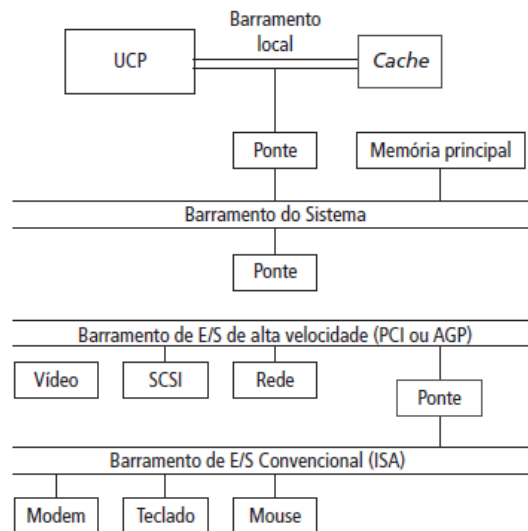 Barramento
local
UCP
Cache
Ponte
Memória principal
Barramento do Sistema
Ponte
Barramento de E/S de alta velocidade (PCI ou AGP)
Vídeo
SCSI
Rede
Ponte
Barramento de E/S Convencional (ISA)
Modem
Teclado
Mouse